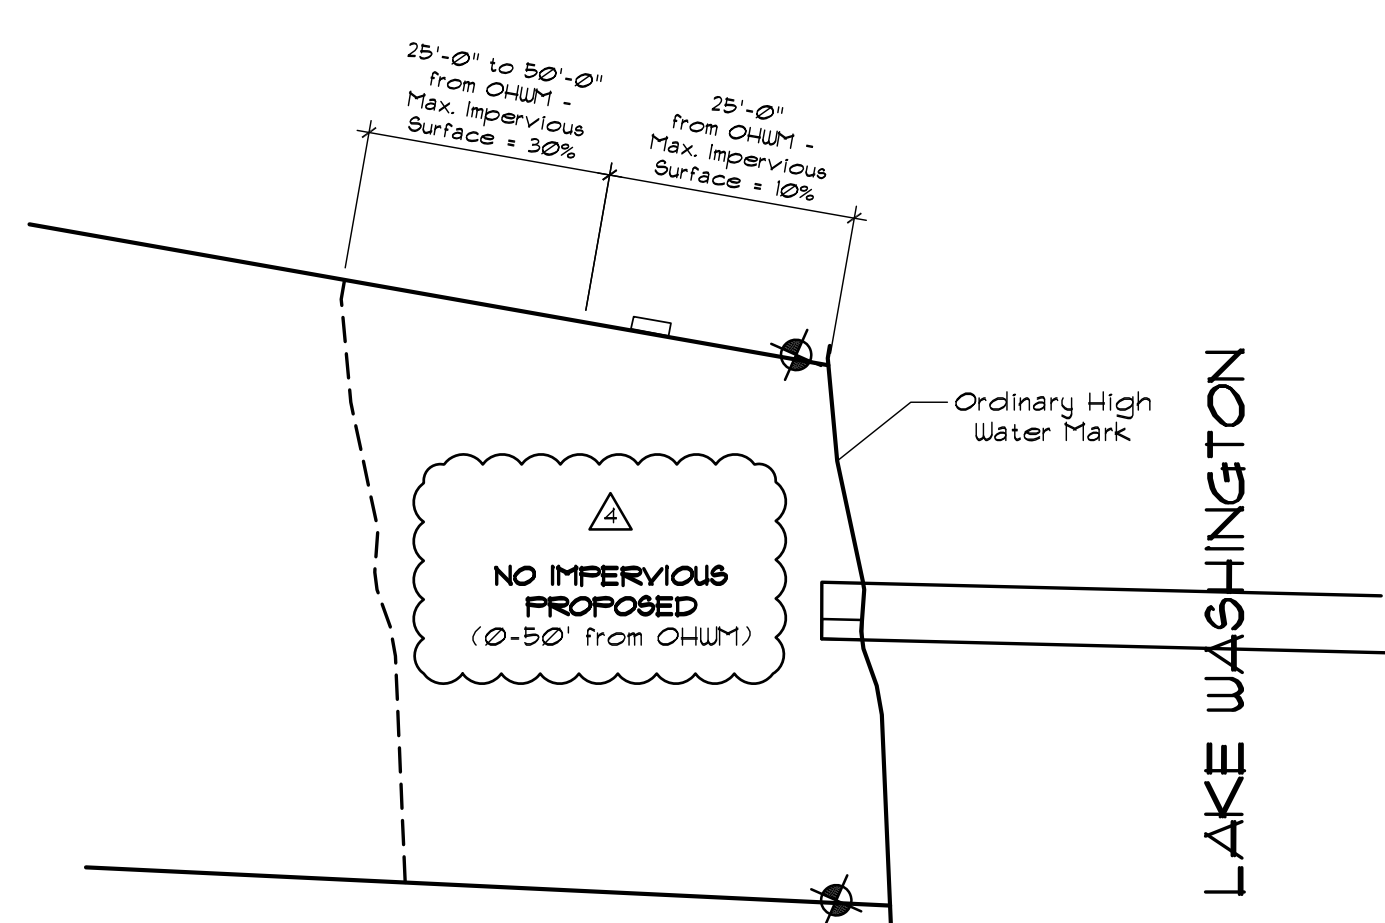 25'-0" to 50'-0"
from OHWM -
Max. Impervious
Surface = 30%
25'-0"
from OHWM -
Max. Impervious
Surface = 10%
Ordinary High
Water Mark
4
NO IMPERVIOUS
PROPOSED
(0-50' from OHWM)
LAKE WASHINGTON